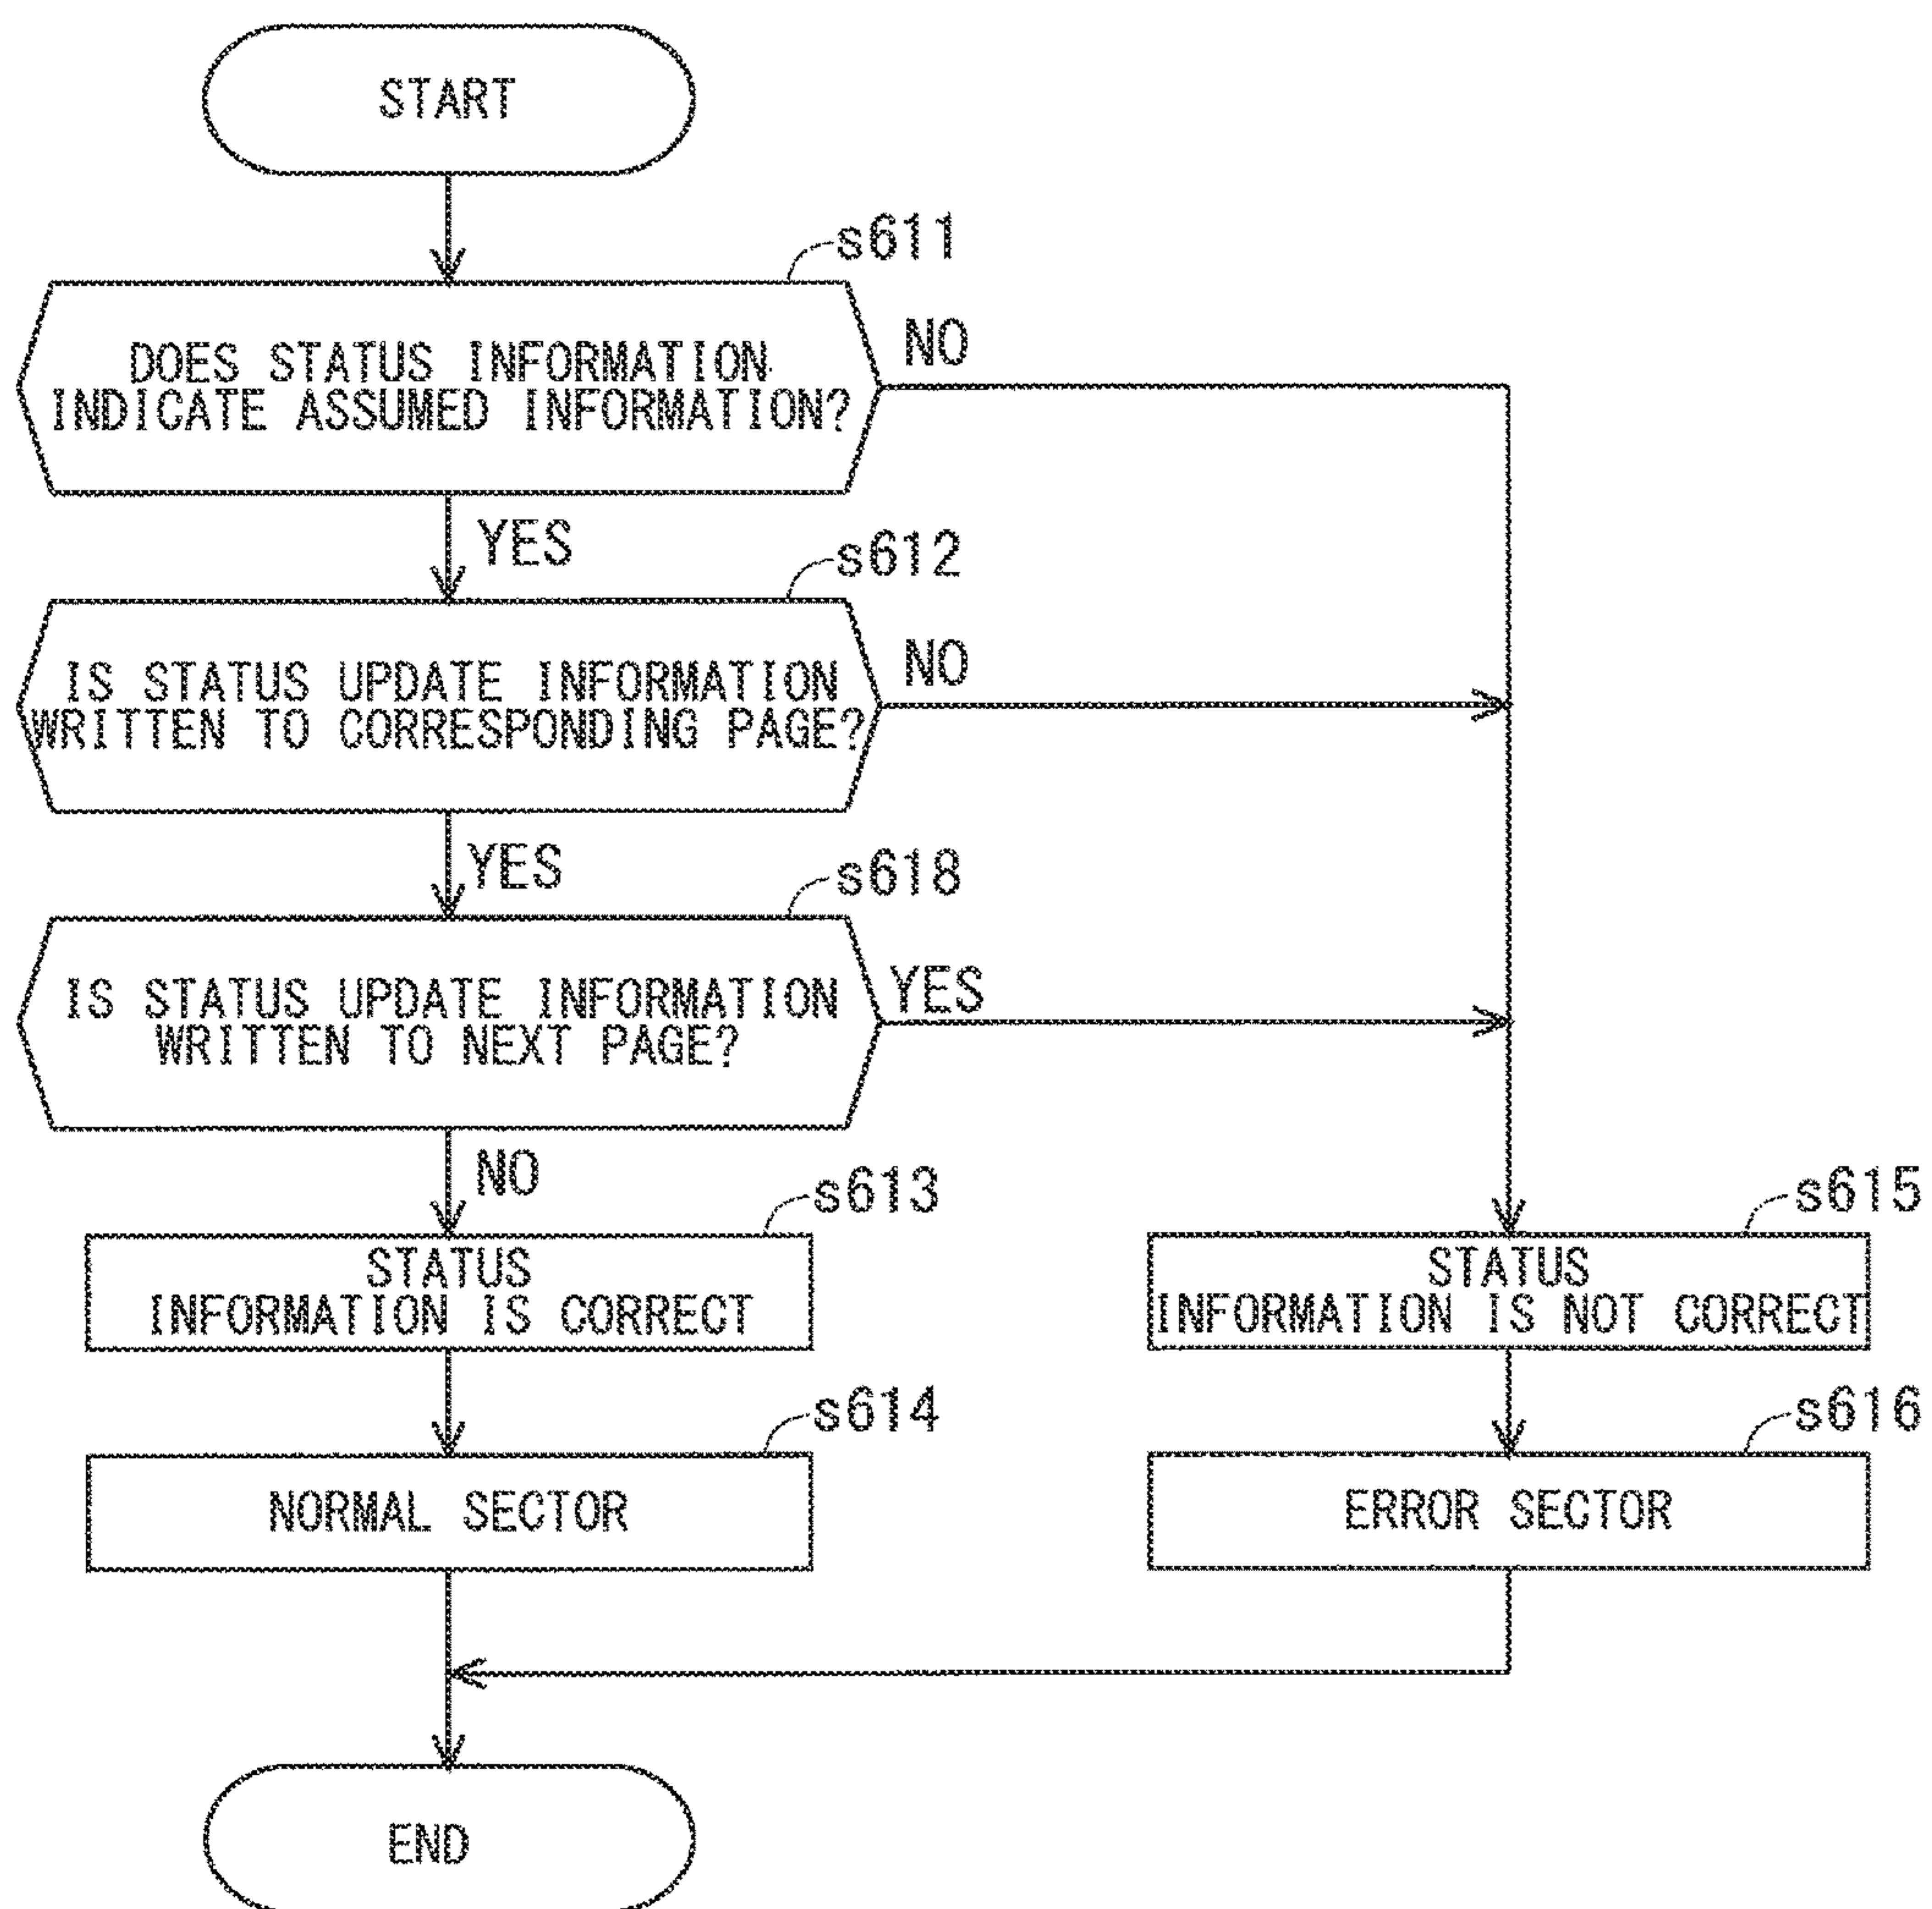 START
s611
DOES STATUS INFORMATION
INDICATE ASSUMED INFORMATION?
NO
YES
s612
IS STATUS UPDATE INFORMATION
WRITTEN TO CORRESPONDING PAGE?
NO
YES
s618
IS STATUS UPDATE INFORMATION
WRITTEN TO NEXT PAGE?
YES
NO
s613
STATUS
INFORMATION IS CORRECT
s615
STATUS
INFORMATION IS NOT CORRECT
s614
NORMAL SECTOR
s616
ERROR SECTOR
END